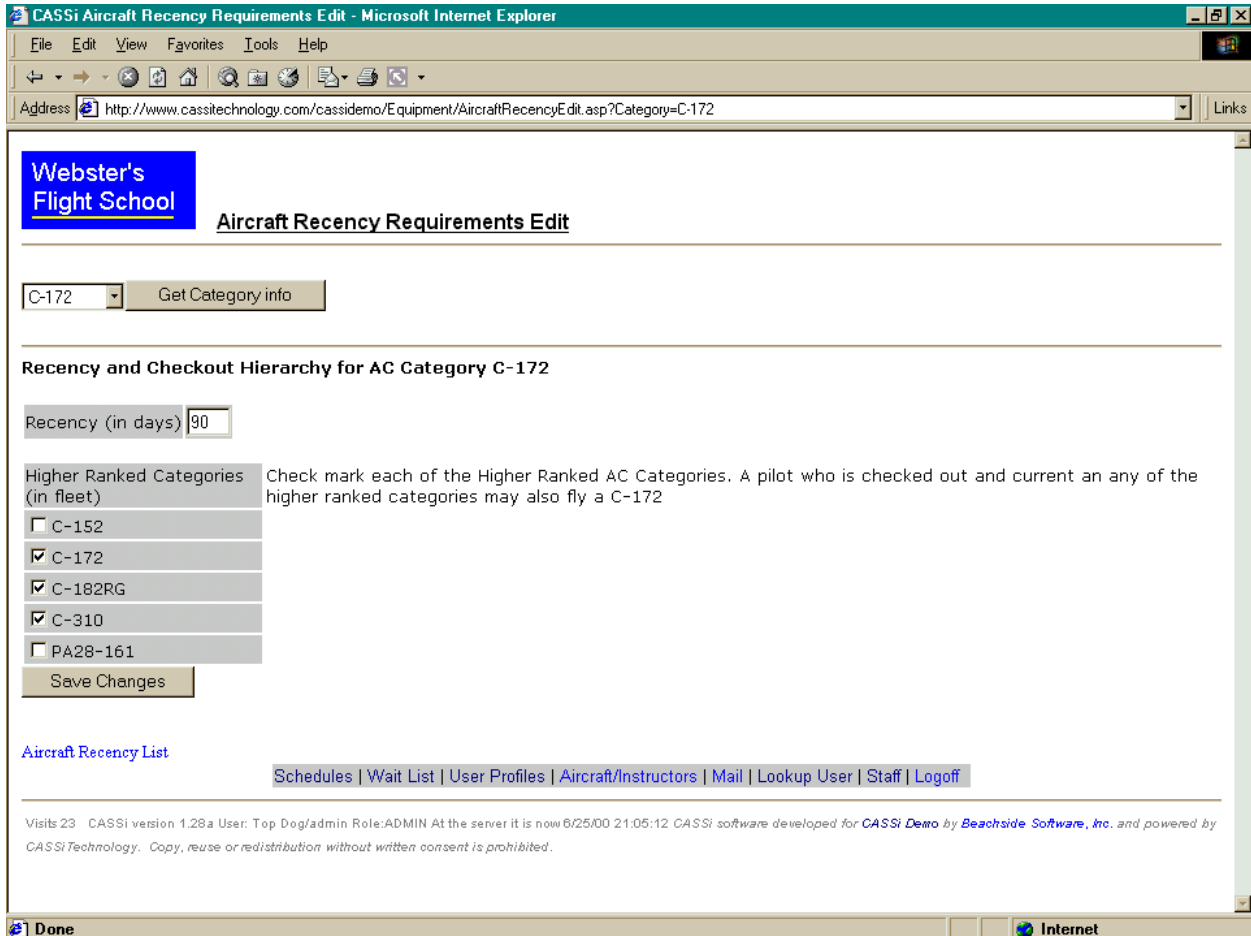 CASSi Aircraft Recency Requirements Edit - Microsoft Internet Explorer
File Edit View Favorites Tools Help
Address http://www.cassitechnology.com/cassidemo/Equipment/AircraftRecencyEdit.asp?Category=C-172 Links
Webster's
Flight School
Aircraft Recency Requirements Edit
C-172 Get Category info
Recency and Checkout Hierarchy for AC Category C-172
Recency (in days) 90
Higher Ranked Categories
(in fleet)
Check mark each of the Higher Ranked AC Categories. A pilot who is checked out and current an any of the
higher ranked categories may also fly a C-172
C-152
C-172
C-182RG
C-310
PA28-161
Save Changes
Aircraft Recency List
Schedules | Wait List | User Profiles | Aircraft/Instructors | Mail | Lookup User | Staff | Logoff
Visits 23 CASSi version 1.28a User: Top Dog/admin Role:ADMIN At the server it is now 6/25/00 21:05:12 CASSi software developed for CASSi Demo by Beachside Software, Inc. and powered by
CASSiTechnology. Copy, reuse or redistribution without written consent is prohibited.
Done Internet